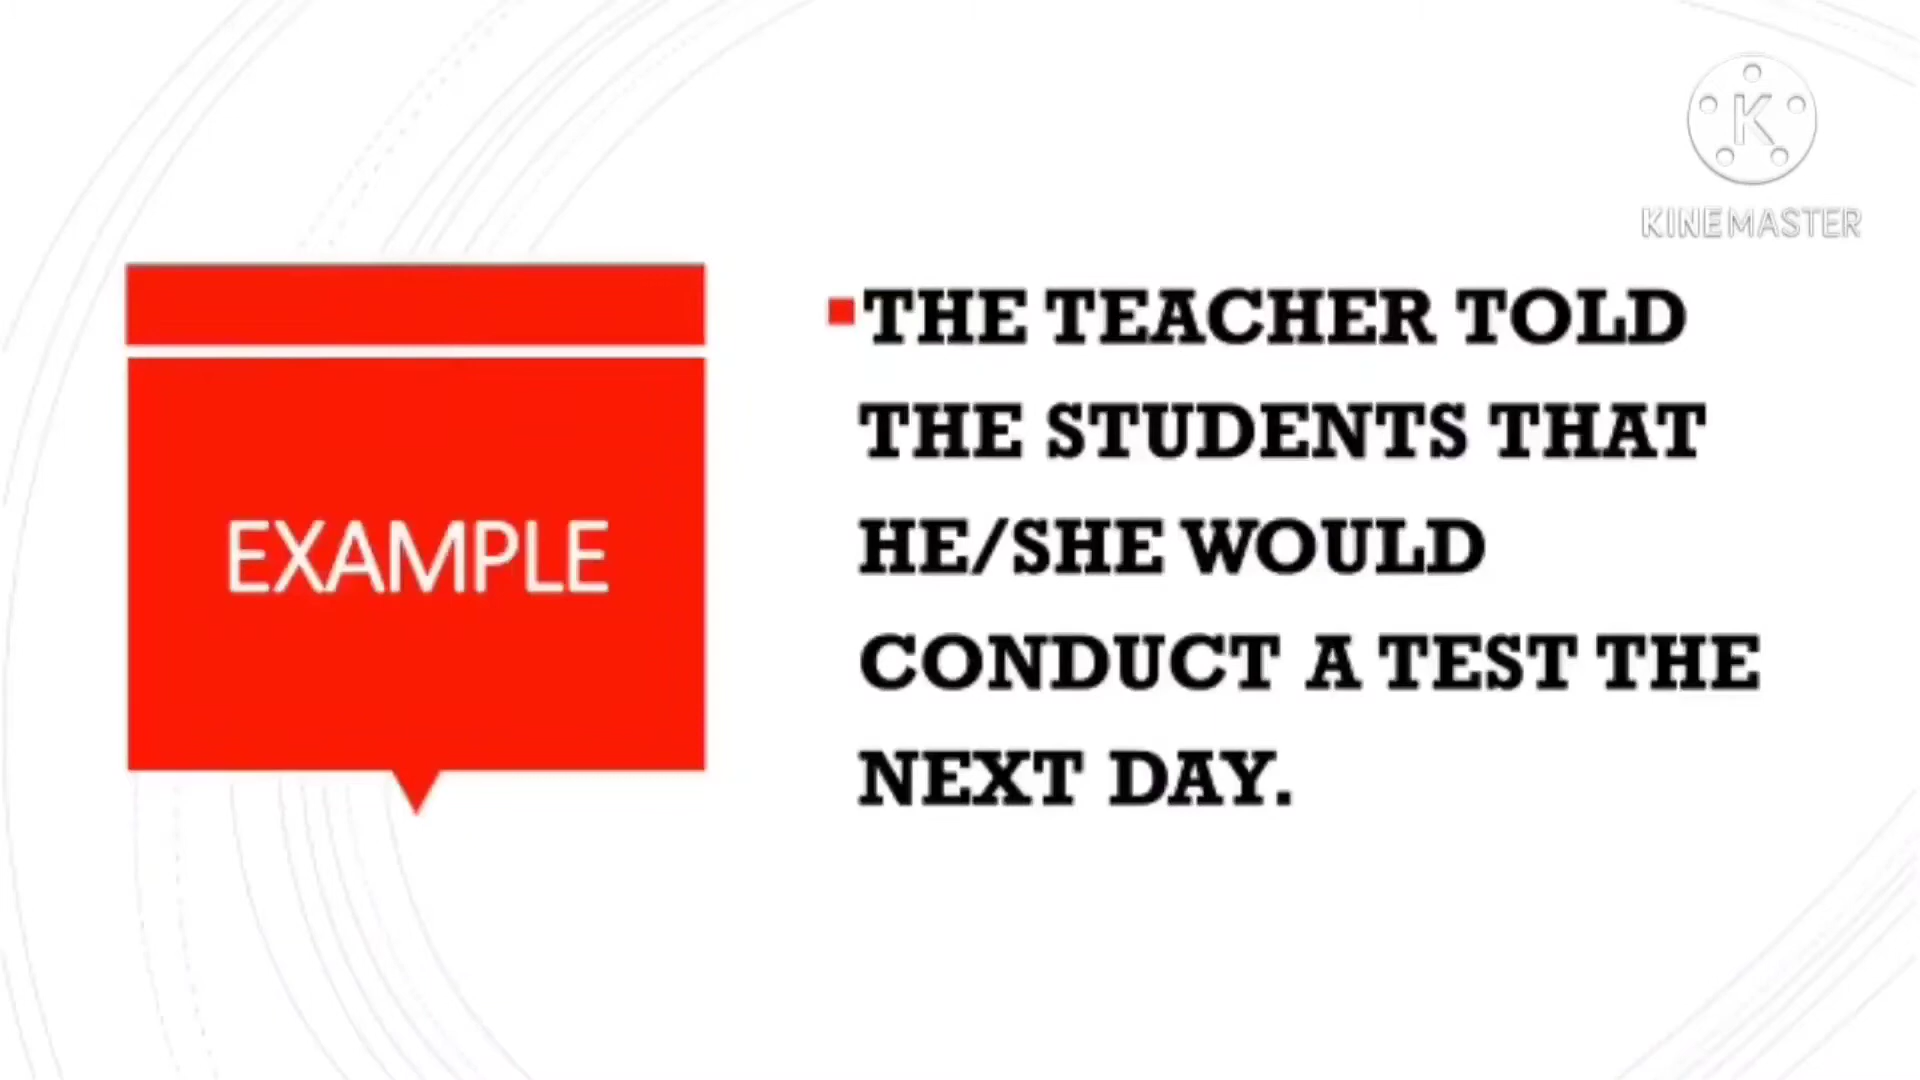 K
KINEMASTER
EXAMPLE
THE TEACHER TOLD
THE STUDENTS THAT
HE/SHE WOULD
CONDUCT A TEST THE
NEXT DAY.